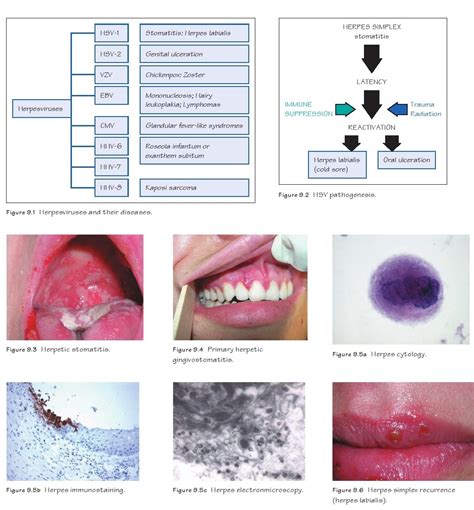 Herpesviruses
HSV-1
Stomatitis: Herpes labialis
HSV-2
Genital ulceration
VZV
Chickenpox: Zoster
EBV
Mononucleosis; Hairy
leukoplakia; Lymphomas
CMV
Glandular fever-like syndromes
HHV-6
Roseola infantum or
exanthem subitum
HHV-7
HHV-8
Kaposi sarcoma
Figure 9.1 Herpesviruses and their diseases.
HERPES SIMPLEX
stomatitis
LATENCY
IMMUNE
SUPPRESSION
Trauma
Radiation
REACTIVATION
Herpes labialis
(cold sore)
Oral ulceration
Figure 9.2 HSV pathogenesis.
Figure 9.3 Herpetic stomatitis.
Figure 9.4 Primary herpetic
gingivostomatitis.
Figure 9.5a Herpes cytology.
Figure 9.5b Herpes immunostaining.
Figure 9.5c Herpes electronmicroscopy.
Figure 9.6 Herpes simplex recurrence
(herpes labialis).